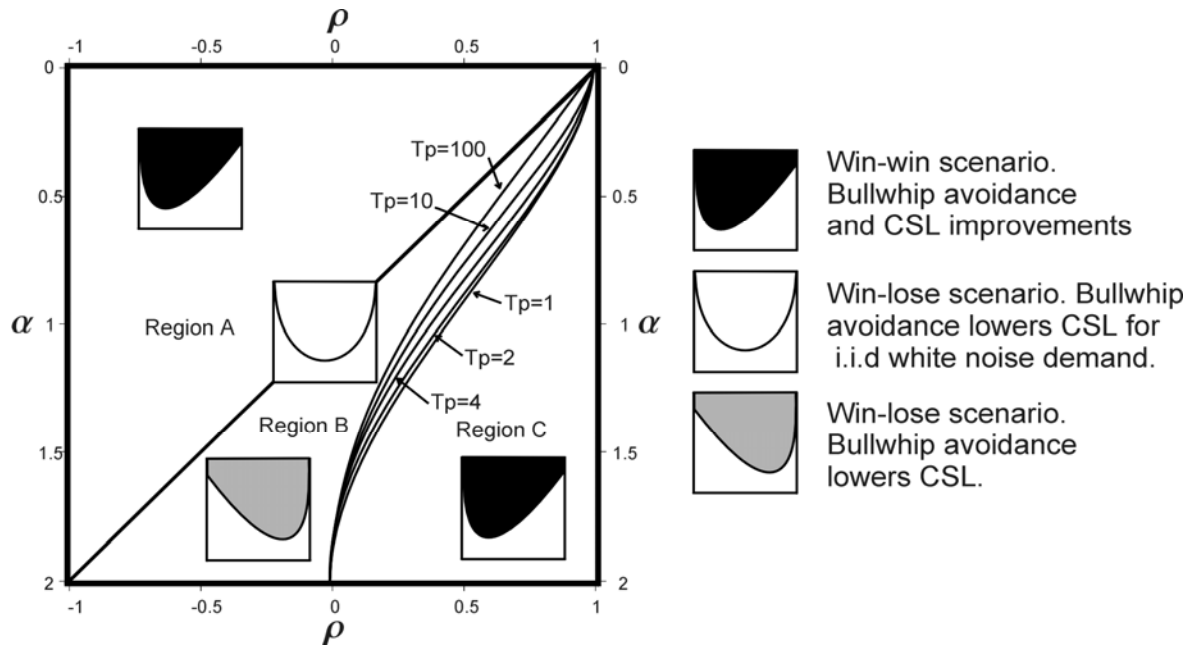 ρ
-1 -0.5 0 0.5 1
0 0
Tp=100
0.5 0.5
Tp=10
Tp=1
α 1 Region A 1 α
Tp=2
Tp=4
Region B Region C
1.5 1.5
2 2
-1 -0.5 0 0.5 1
ρ
Win-win scenario.
Bullwhip avoidance
and CSL improvements
Win-lose scenario. Bullwhip
avoidance lowers CSL for
i.i.d white noise demand.
Win-lose scenario.
Bullwhip avoidance
lowers CSL.